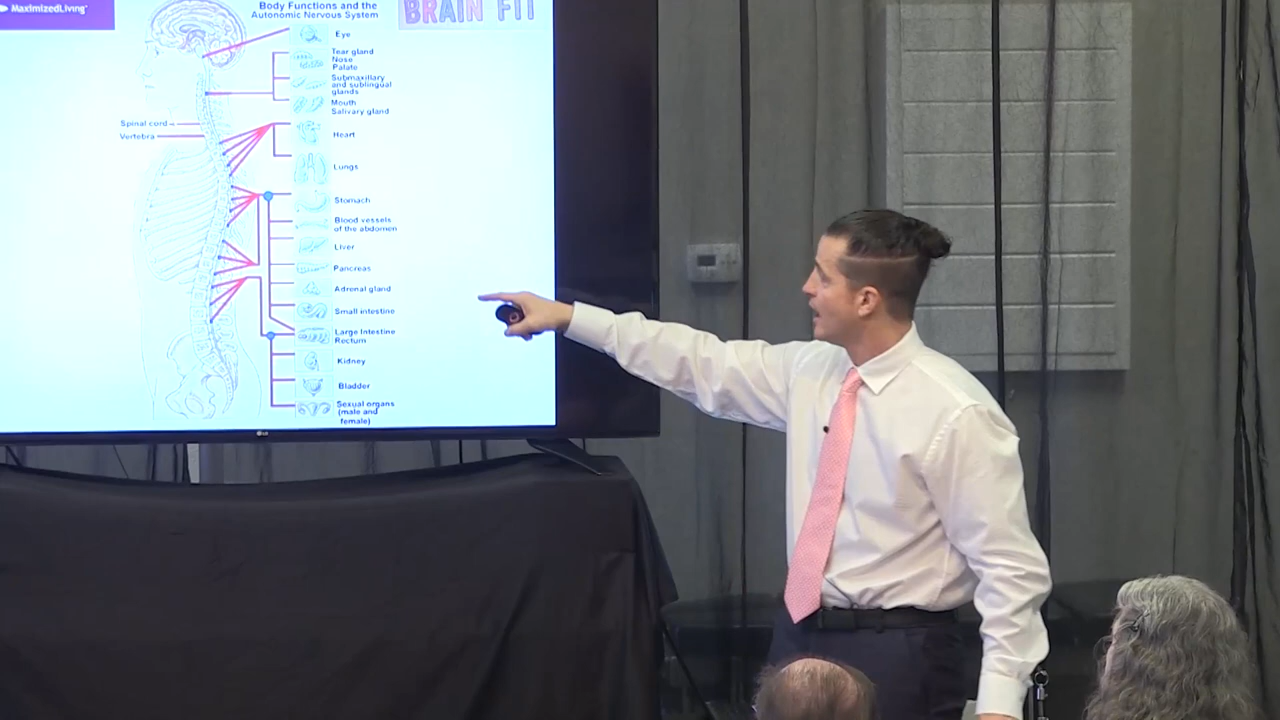 MaximizedLiving
Body Functions and the
Autonomic Nervous System
BRAIN FIT
Eye
Tear gland
Nose
Palate
Submaxillary
and sublingual
glands
Mouth
Salivary gland
Spinal cord
Vertebra
Heart
Lungs
Stomach
Blood vessels
of the abdomen
Liver
Pancreas
Adrenal gland
Small intestine
Large Intestine
Rectum
Kidney
Bladder
Sexual organs
(male and
female)
LG